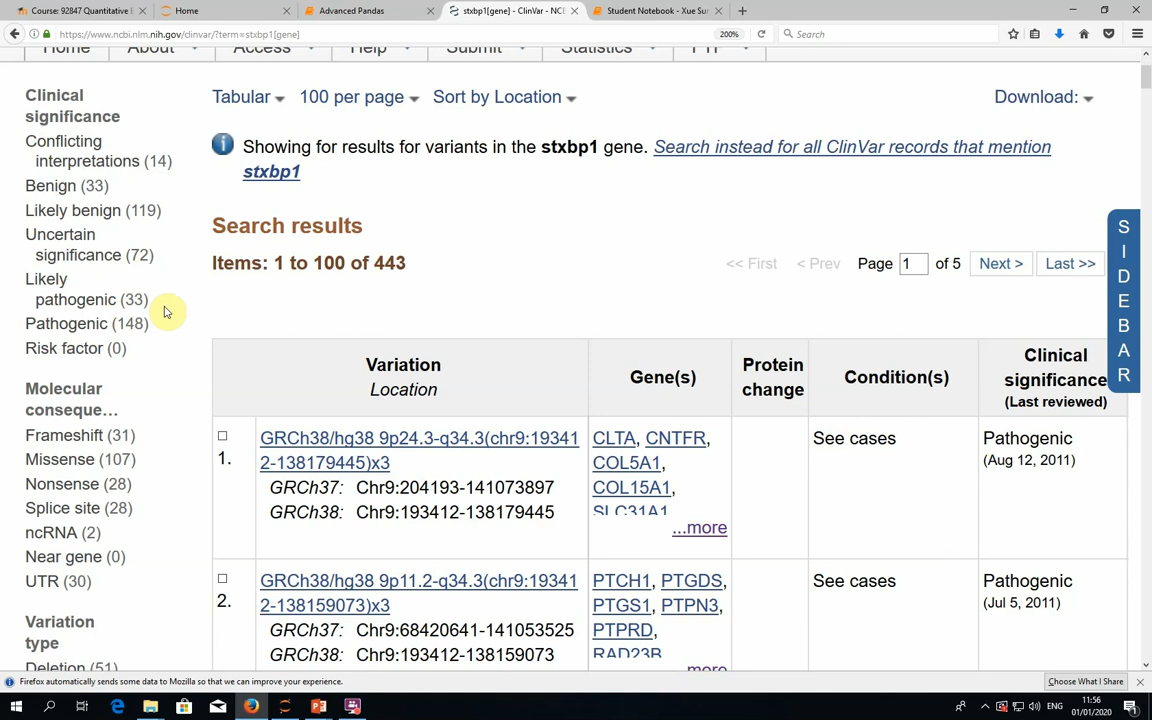 Course: 92847 Quantitative
Home
Advanced Pandas
stxbp1[gene] - ClinVar - NCB
Student Notebook - Xue Sur
https://www.ncbi.nlm.nih.gov/clinvar/?term=stxbp1[gene]
200%
Search
Home
About
Access
Help
Submit
Statistics
FTP
Clinical
significance
Conflicting
interpretations (14)
Benign (33)
Likely benign (119)
Uncertain
significance (72)
Likely
pathogenic (33)
Pathogenic (148)
Risk factor (0)
Molecular
conseque...
Frameshift (31)
Missense (107)
Nonsense (28)
Splice site (28)
ncRNA (2)
Near gene (0)
UTR (30)
Variation
type
Deletion (51)
Tabular
100 per page
Sort by Location
Download:
Showing for results for variants in the stxbp1 gene. Search instead for all ClinVar records that mention
stxbp1
Search results
Items: 1 to 100 of 443
<< First
< Prev
Page 1 of 5
Next >
Last >>
SIDEBAR
Variation
Location
Gene(s)
Protein
change
Condition(s)
Clinical
significance
(Last reviewed)
1.
GRCh38/hg38 9p24.3-q34.3(chr9:19341
2-138179445)x3
GRCh37: Chr9:204193-141073897
GRCh38: Chr9:193412-138179445
CLTA, CNTFR,
COL5A1,
COL15A1,
SLC31A1
...more
See cases
Pathogenic
(Aug 12, 2011)
2.
GRCh38/hg38 9p11.2-q34.3(chr9:19341
2-138159073)x3
GRCh37: Chr9:68420641-141053525
GRCh38: Chr9:193412-138159073
PTCH1, PTGDS,
PTGS1, PTPN3,
PTPRD,
RAD23B
...more
See cases
Pathogenic
(Jul 5, 2011)
Firefox automatically sends some data to Mozilla so that we can improve your experience.
Choose What I Share
ENG
11:56
01/01/2020